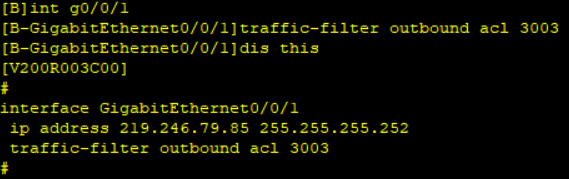 [B]int g0/0/1
[B-GigabitEthernet0/0/1]traffic-filter outbound acl 3003
[B-GigabitEthernet0/0/1]dis this
[V200R003C00]
#
interface GigabitEthernet0/0/1
 ip address 219.246.79.85 255.255.255.252
 traffic-filter outbound acl 3003
#